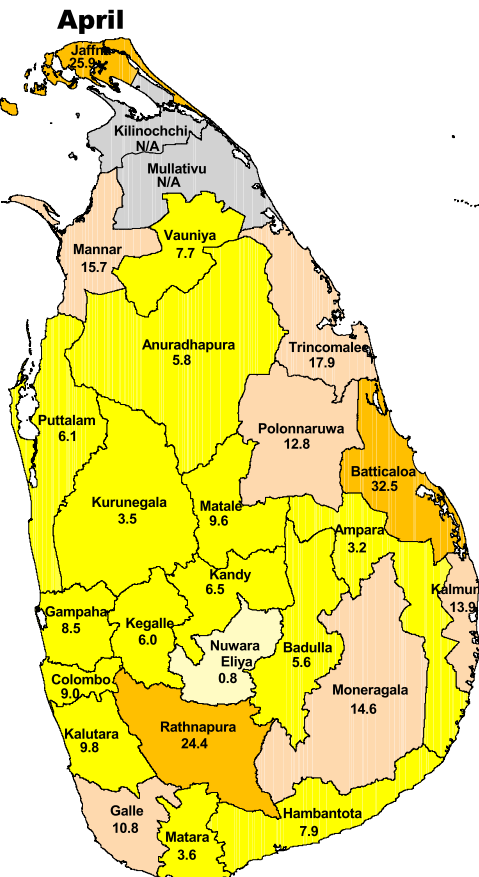 April
Jaffna
25.9
Kilinochchi
N/A
Mullativu
N/A
Vauniya
7.7
Mannar
15.7
Anuradhapura
5.8
Trincomalee
17.9
Puttalam
6.1
Polonnaruwa
12.8
Batticaloa
32.5
Kurunegala
3.5
Matale
9.6
Ampara
3.2
Kandy
6.5
Kalmun
13.9
Gampaha
8.5
Kegalle
6.0
Nuwara
Eliya
0.8
Badulla
5.6
Colombo
9.0
Moneragala
14.6
Rathnapura
24.4
Kalutara
9.8
Galle
10.8
Hambantota
7.9
Matara
3.6